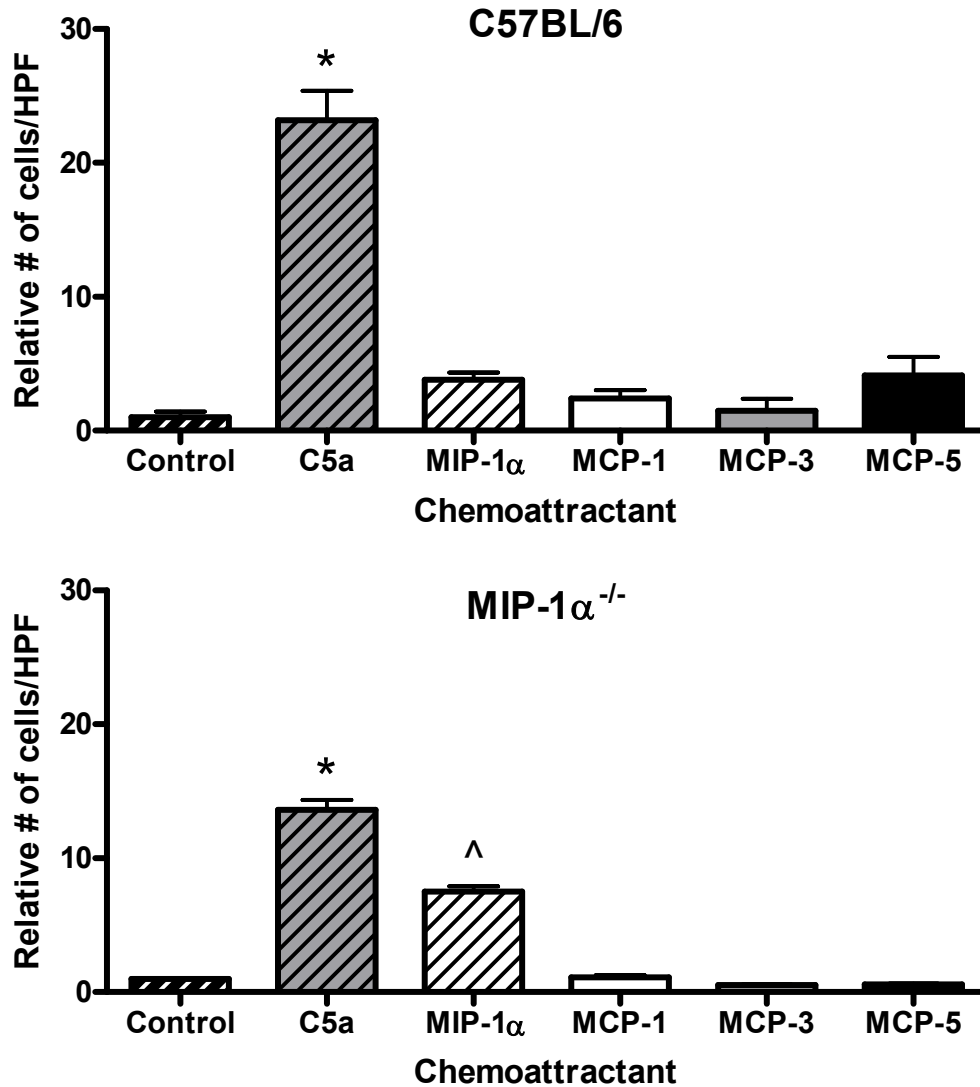 C57BL/6
Relative # of cells/HPF
30
20
10
0
*
Control C5a MIP-1α MCP-1 MCP-3 MCP-5
Chemoattractant
MIP-1α-/-
Relative # of cells/HPF
30
20
10
0
*
^
Control C5a MIP-1α MCP-1 MCP-3 MCP-5
Chemoattractant